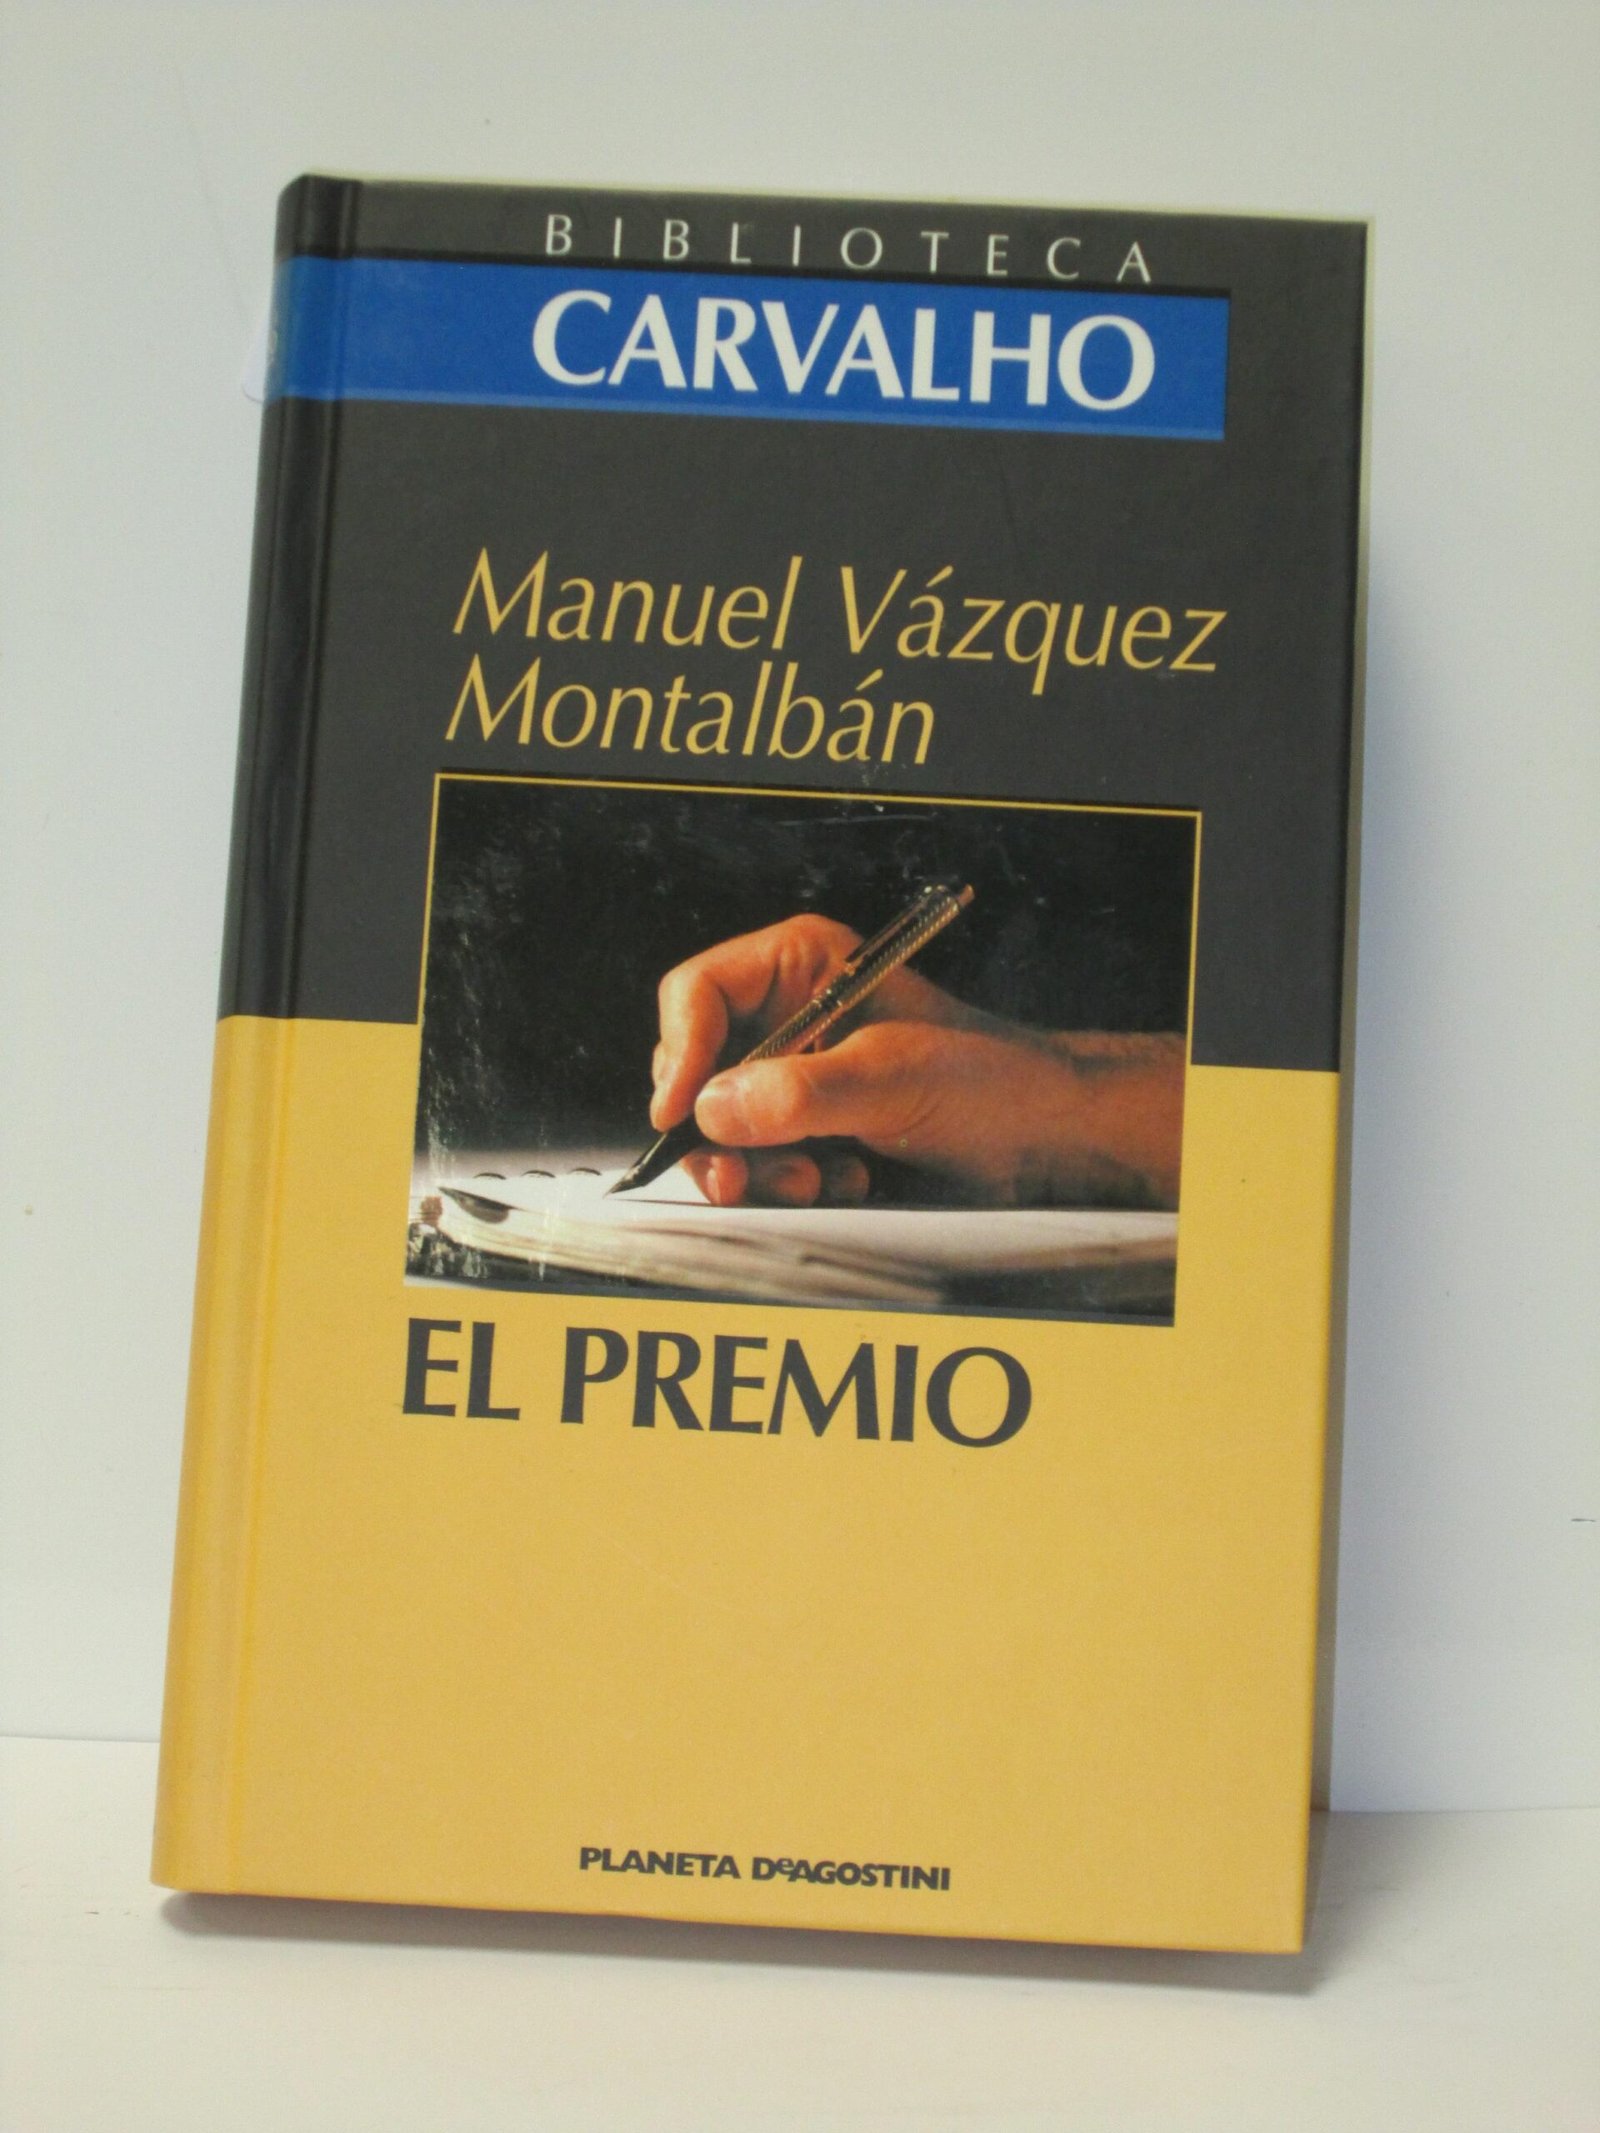 BIBLIOTECA
CARVALHO
Manuel Vázquez
Montalbán
EL PREMIO
PLANETA DeAGOSTINI